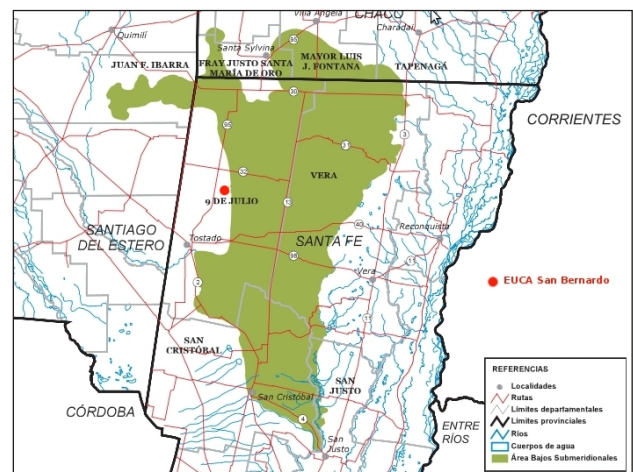 CHACO
Villa Angela
Charadai
Quimilí
Santa Sylvina
95
JUAN F. IBARRA
FRAY JUSTO SANTA
MARÍA DE ORO
MAYOR LUIS
J. FONTANA
TAPENAGÁ
30
95
3
CORRIENTES
31
32
VERA
13
9 DE JULIO
40
Reconquista
SANTIAGO
DEL ESTERO
Tostado
SANTA FE
98
11
Vera
2
EUCA San Bernardo
11
SAN
CRISTÓBAL
SAN
JUSTO
San Cristóbal
CÓRDOBA
4
San
Justo
ENTRE
RÍOS
REFERENCIAS
Localidades
Rutas
Límites departamentales
Límites provinciales
Ríos
Cuerpos de agua
Área Bajos Submeridionales